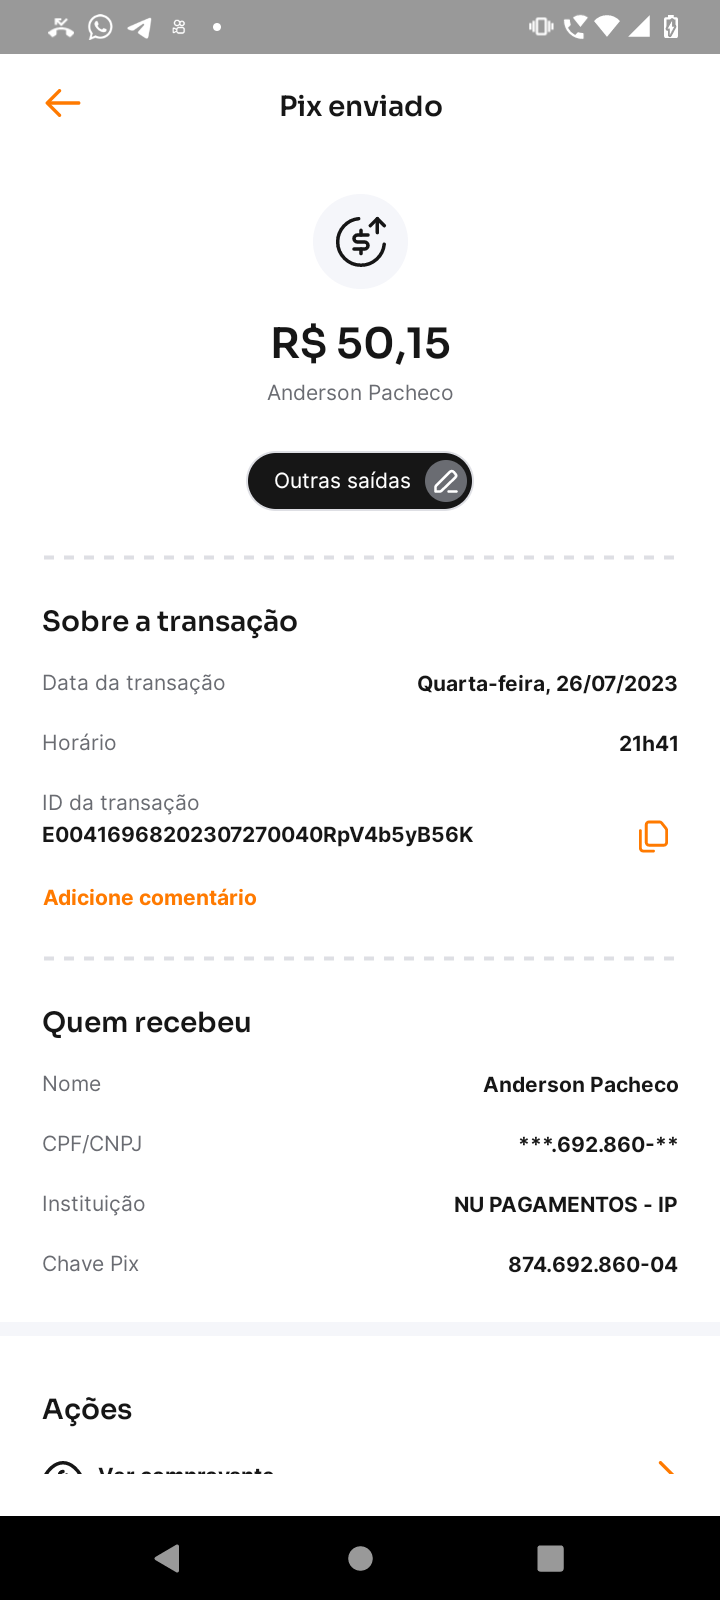 Pix enviado
R$ 50,15
Anderson Pacheco
Outras saídas
Sobre a transação
Data da transação Quarta-feira, 26/07/2023
Horário 21h41
ID da transação
E00416968202307270040RpV4b5yB56K
Adicione comentário
Quem recebeu
Nome Anderson Pacheco
CPF/CNPJ ***.692.860-**
Instituição NU PAGAMENTOS - IP
Chave Pix 874.692.860-04
Ações
Ver comprovante